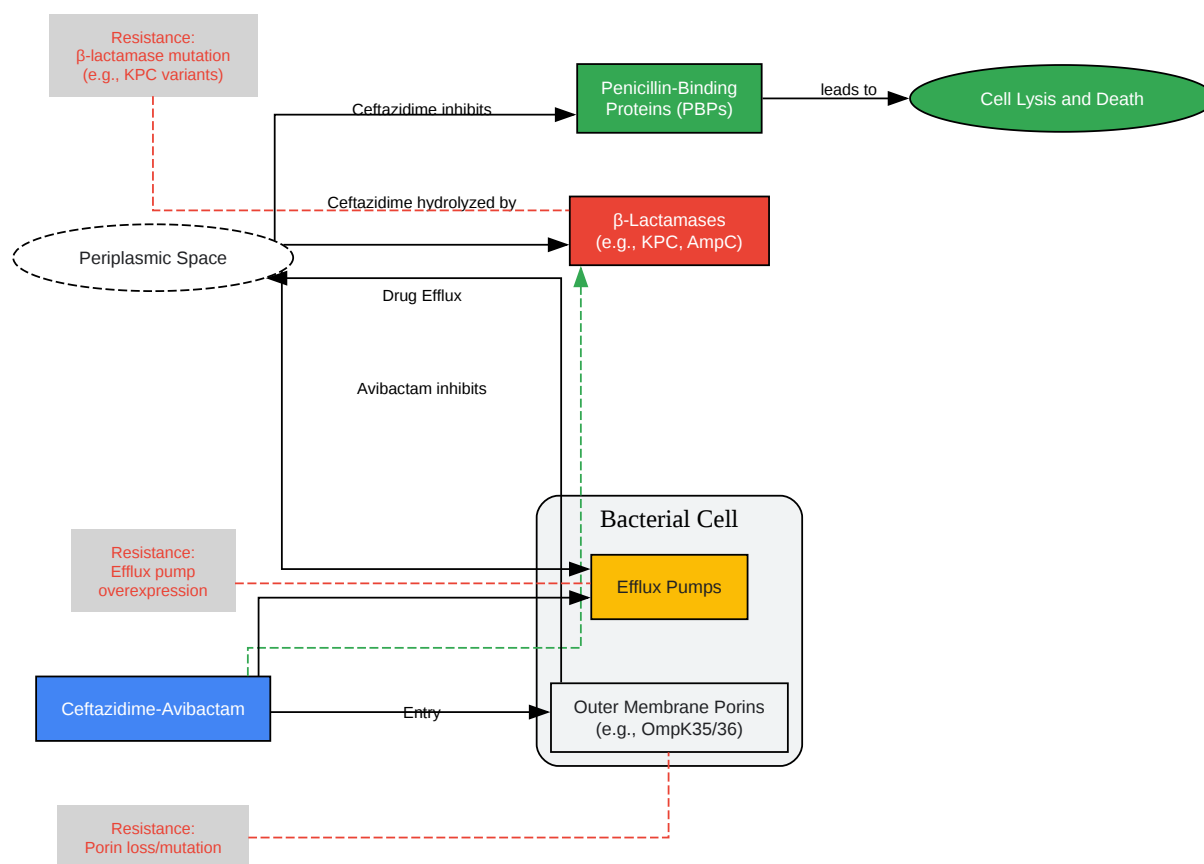 Resistance:
β-lactamase mutation
(e.g., KPC variants)
Ceftazidime inhibits
Penicillin-Binding
Proteins (PBPs)
leads to
Cell Lysis and Death
Ceftazidime hydrolyzed by
β-Lactamases
(e.g., KPC, AmpC)
Periplasmic Space
Drug Efflux
Avibactam inhibits
Bacterial Cell
Resistance:
Efflux pump
overexpression
Efflux Pumps
Ceftazidime-Avibactam
Entry
Outer Membrane Porins
(e.g., OmpK35/36)
Resistance:
Porin loss/mutation